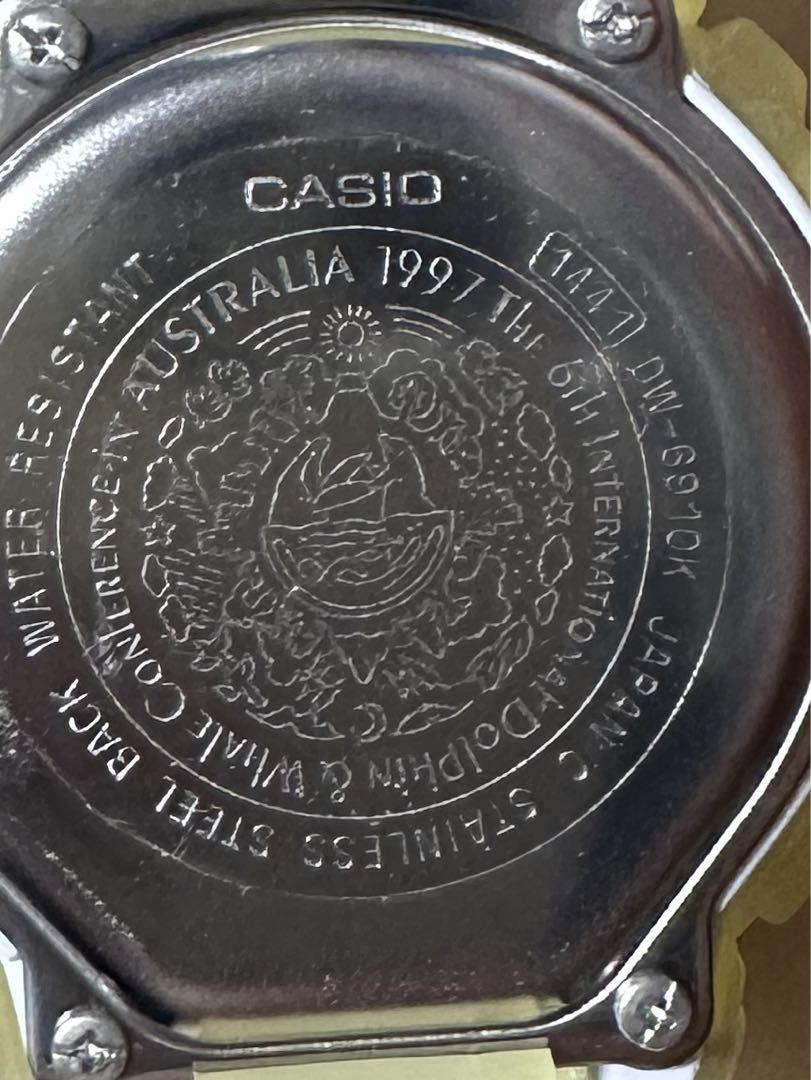 CASIO
1441 DW-6910K JAPAN C STAINLESS STEEL BACK WATER RESISTANT
The 6th International Dolphin & Whale Conference in AUSTRALIA 1997